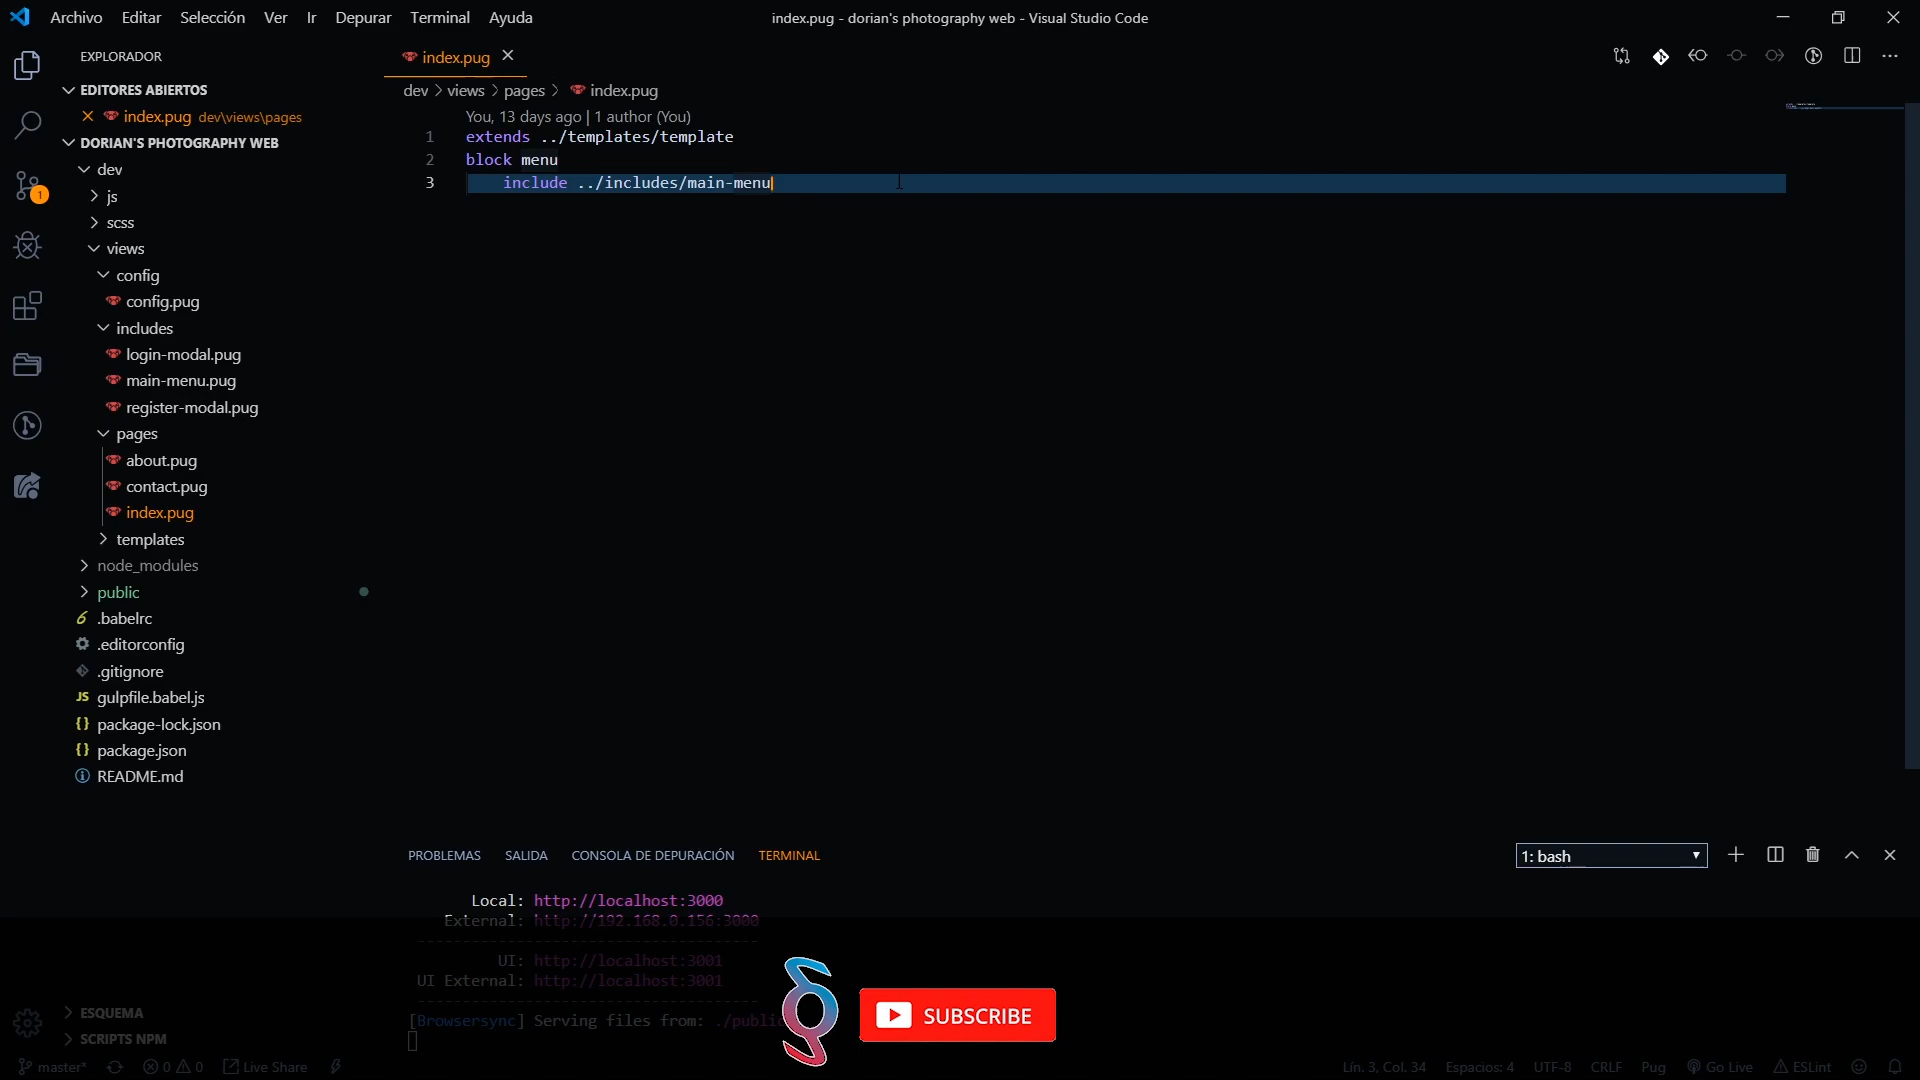 Archivo Editar Selección Ver Ir Depurar Terminal Ayuda
index.pug - dorian's photography web - Visual Studio Code
EXPLORADOR
EDITORES ABIERTOS
index.pug dev\views\pages
DORIAN'S PHOTOGRAPHY WEB
dev
js
scss
views
config
config.pug
includes
login-modal.pug
main-menu.pug
register-modal.pug
pages
about.pug
contact.pug
index.pug
templates
node_modules
public
.babelrc
.editorconfig
.gitignore
JS gulpfile.babel.js
{} package-lock.json
{} package.json
README.md
ESQUEMA
SCRIPTS NPM
1
index.pug
dev > views > pages > index.pug
You, 13 days ago | 1 author (You)
1 extends ../templates/template
2 block menu
3 include ../includes/main-menu
PROBLEMAS SALIDA CONSOLA DE DEPURACIÓN TERMINAL
1: bash
Local: http://localhost:3000
External: http://192.168.0.156:3000
-------------------------------------
UI: http://localhost:3001
UI External: http://localhost:3001
-------------------------------------
[Browsersync] Serving files from: ./public
SUBSCRIBE
master* 0 0 Live Share
Lín. 3, Col. 34 Espacios: 4 UTF-8 CRLF Pug Go Live ESLint